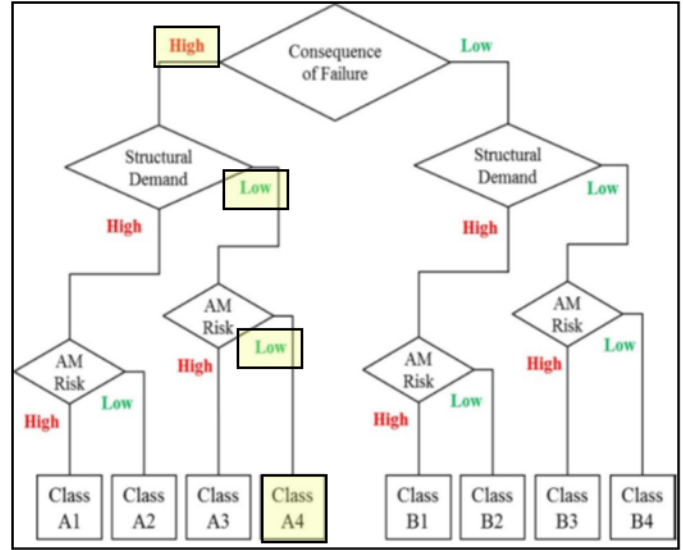 High
Consequence
of Failure
Low
Structural
Demand
Low
High
Structural
Demand
Low
High
AM
Risk
Low
High
AM
Risk
Low
High
AM
Risk
Low
High
AM
Risk
Low
High
Class
A1
Class
A2
Class
A3
Class
A4
Class
B1
Class
B2
Class
B3
Class
B4